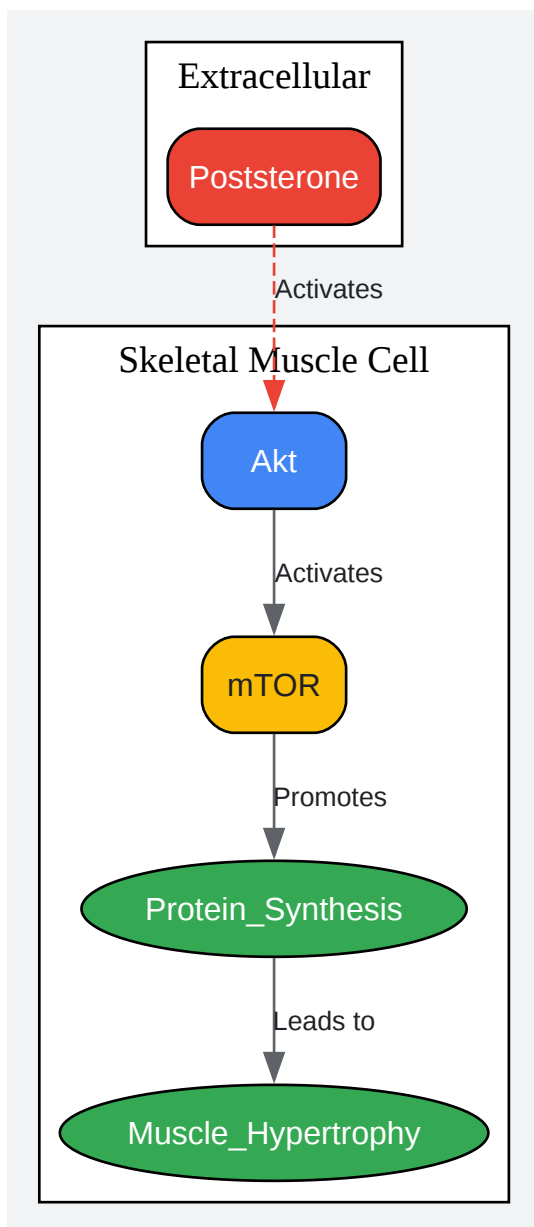 Extracellular
Poststerone
Activates
Skeletal Muscle Cell
Akt
Activates
mTOR
Promotes
Protein_Synthesis
Leads to
Muscle_Hypertrophy